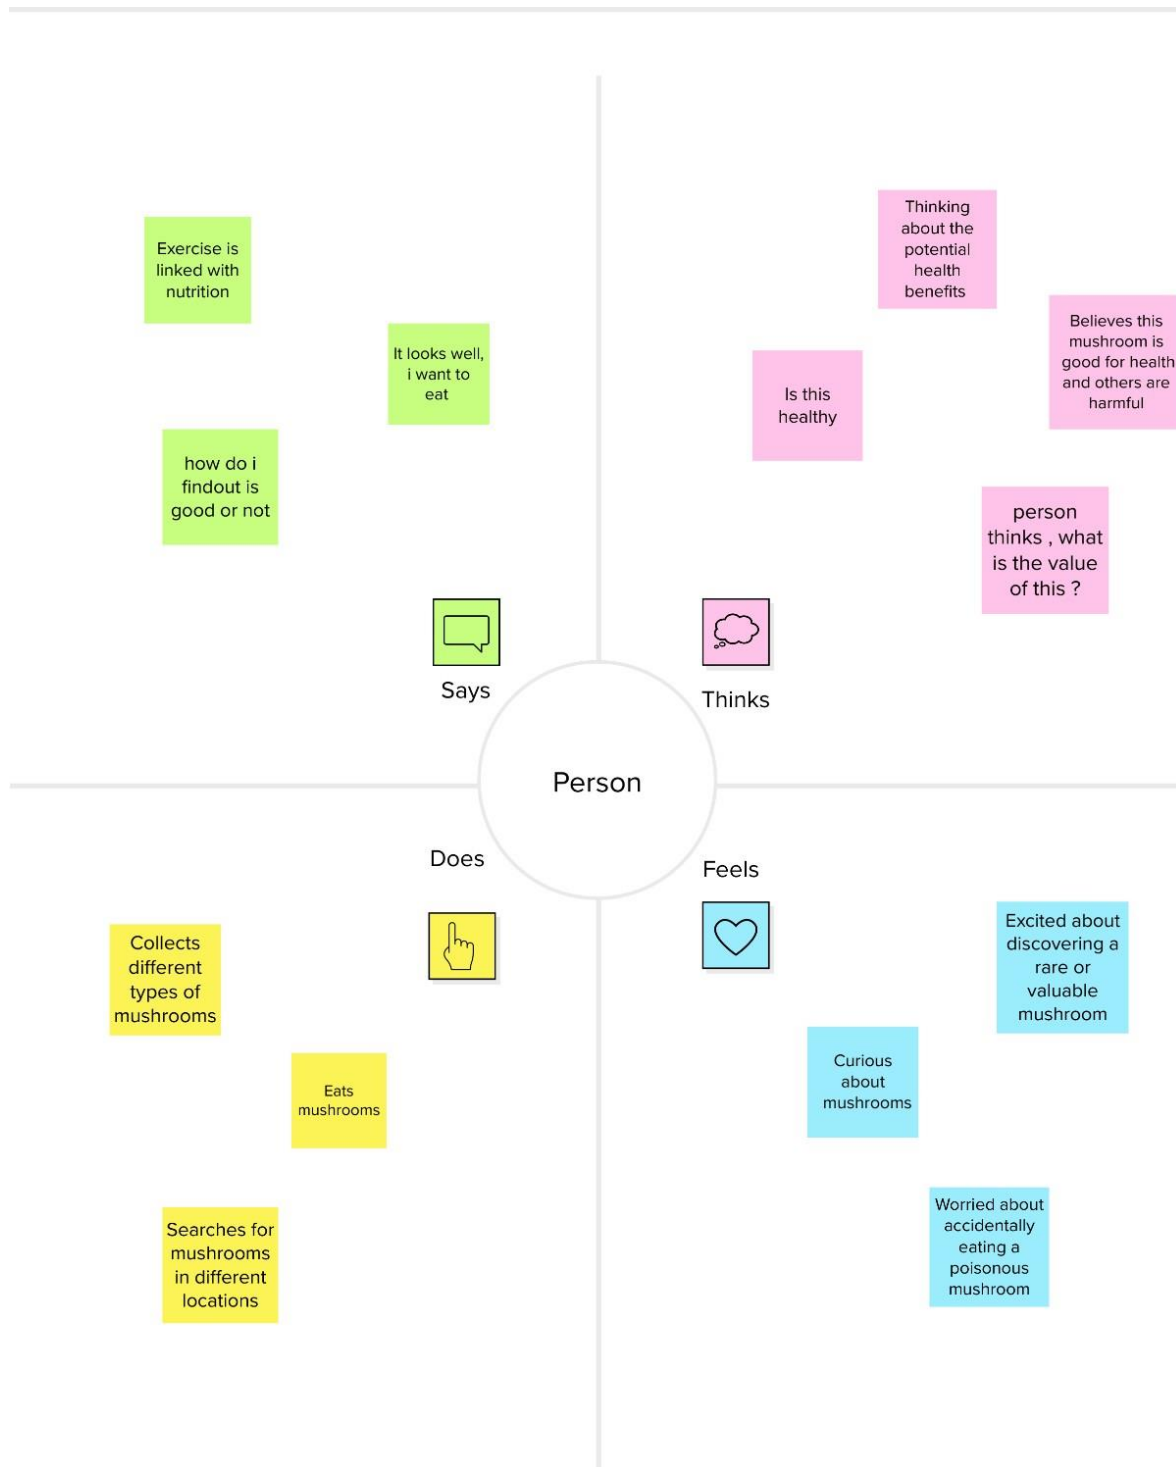 Exercise is
linked with
nutrition
It looks well,
i want to
eat
how do i
findout is
good or not
Says
Thinking
about the
potential
health
benefits
Believes this
mushroom is
good for health
and others are
harmful
Is this
healthy
person
thinks , what
is the value
of this ?
Thinks
Person
Does
Collects
different
types of
mushrooms
Eats
mushrooms
Searches for
mushrooms
in different
locations
Feels
Excited about
discovering a
rare or
valuable
mushroom
Curious
about
mushrooms
Worried about
accidentally
eating a
poisonous
mushroom